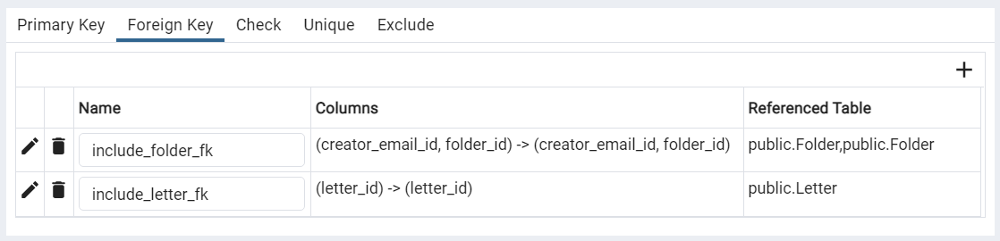 Primary Key Foreign Key Check Unique Exclude
Name Columns Referenced Table
include_folder_fk (creator_email_id, folder_id) -> (creator_email_id, folder_id) public.Folder,public.Folder
include_letter_fk (letter_id) -> (letter_id) public.Letter